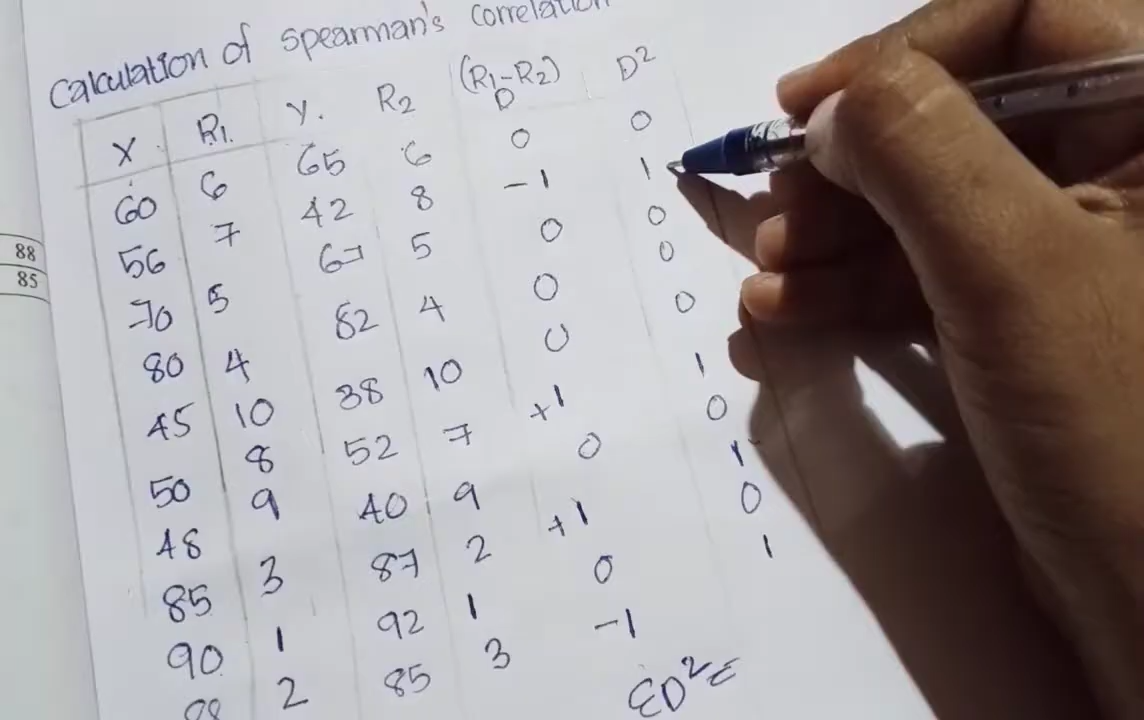 Calculation of Spearman's Correlation
X R1. Y. R2 (R1-R2) D D²
60 6 65 6 0 0
56 7 42 8 -1 1
70 5 67 5 0 0
80 4 82 4 0 0
45 10 38 10 0 0
50 8 52 7 +1 1
48 9 40 9 0 0
85 3 87 2 +1 1
90 1 92 1 0 0
88 2 85 3 -1 1
ΣD² =
88
85